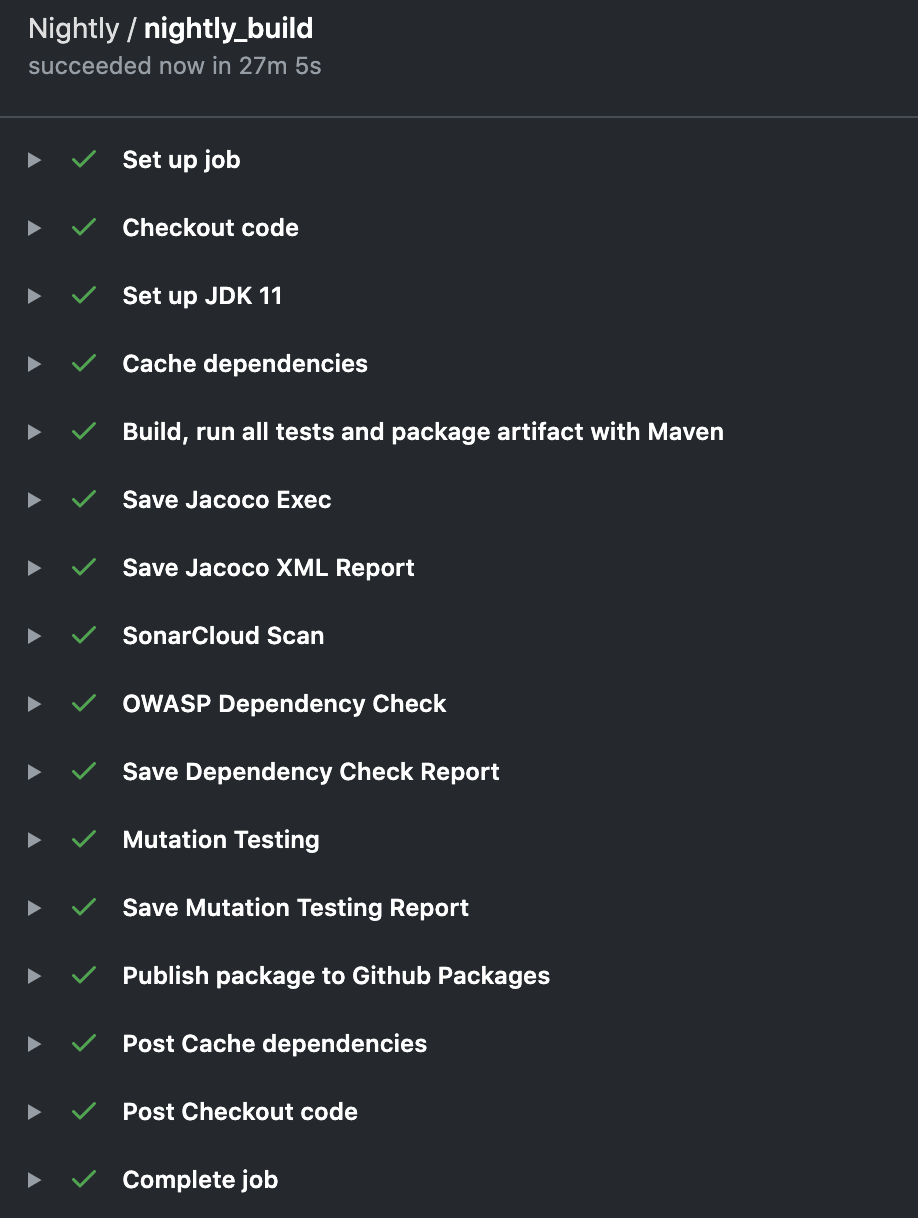 Nightly / nightly_build
succeeded now in 27m 5s
Set up job
Checkout code
Set up JDK 11
Cache dependencies
Build, run all tests and package artifact with Maven
Save Jacoco Exec
Save Jacoco XML Report
SonarCloud Scan
OWASP Dependency Check
Save Dependency Check Report
Mutation Testing
Save Mutation Testing Report
Publish package to Github Packages
Post Cache dependencies
Post Checkout code
Complete job